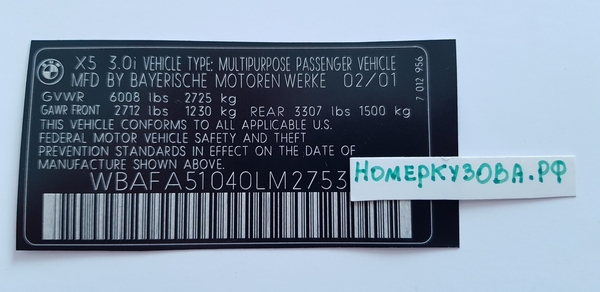 X5 3.0i VEHICLE TYPE: MULTIPURPOSE PASSENGER VEHICLE
MFD BY BAYERISCHE MOTOREN WERKE 02/01
GVWR 6008 lbs 2725 kg
GAWR FRONT 2712 lbs 1230 kg REAR 3307 lbs 1500 kg
THIS VEHICLE CONFORMS TO ALL APPLICABLE U.S.
FEDERAL MOTOR VEHICLE SAFETY AND THEFT
PREVENTION STANDARDS IN EFFECT ON THE DATE OF
MANUFACTURE SHOWN ABOVE.
WBAFA51040LM2753
НОМЕРКУЗОВА.РФ
7 012 956